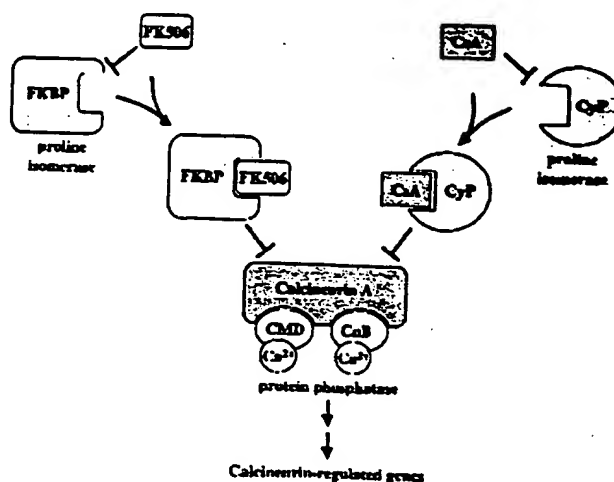 FK506
CsA
FKBP
CyP
proline
isomerase
proline
isomerase
FKBP
FK506
CsA
CyP
Calcineurin A
CMD
CnB
Ca2+
Ca2+
protein phosphatase
Calcineurin-regulated genes